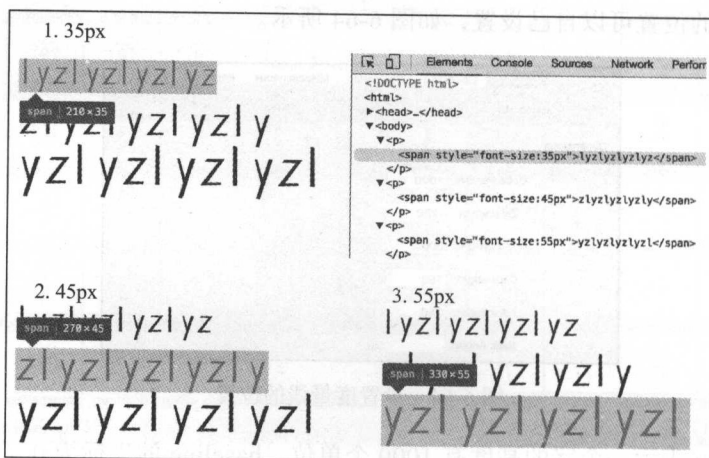 1. 35px
lyzlyzlyzlyz
span | 210×35
zlyzlyzlyzly
yzlyzlyzlyzl
Elements Console Sources Network Perform
<!DOCTYPE html>
<html>
▶<head>…</head>
▼<body>
▼<p>
<span style="font-size:35px">lyzlyzlyzlyz</span>
</p>
▼<p>
<span style="font-size:45px">zlyzlyzlyzly</span>
</p>
▼<p>
<span style="font-size:55px">yzlyzlyzlyzl</span>
</p>
2. 45px
lyzlyzlyzlyz
span | 270×45
zlyzlyzlyzly
yzlyzlyzlyzl
3. 55px
lyzlyzlyzlyz
yzlyzly
span | 330×55
yzlyzlyzlyzl